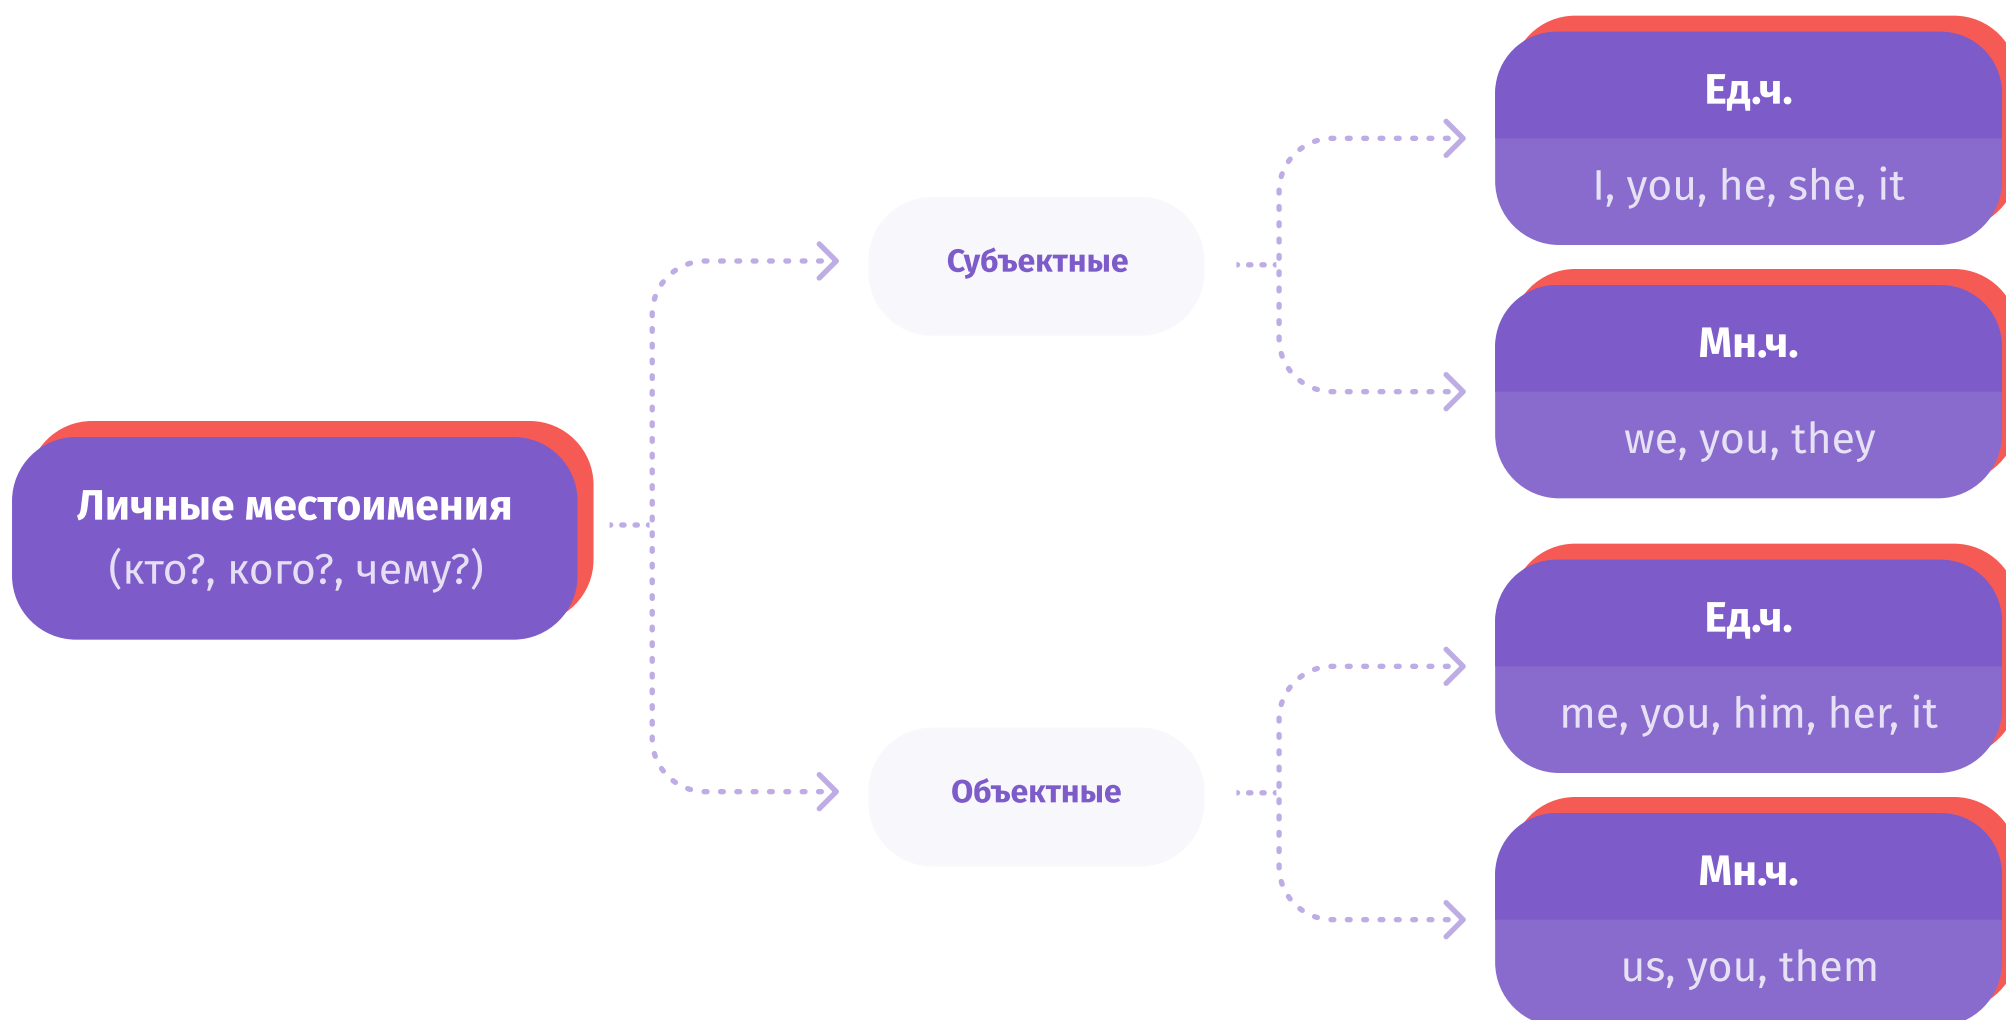 Личные местоимения
(кто?, кого?, чему?)
Субъектные
Ед.ч.
I, you, he, she, it
Мн.ч.
we, you, they
Объектные
Ед.ч.
me, you, him, her, it
Мн.ч.
us, you, them